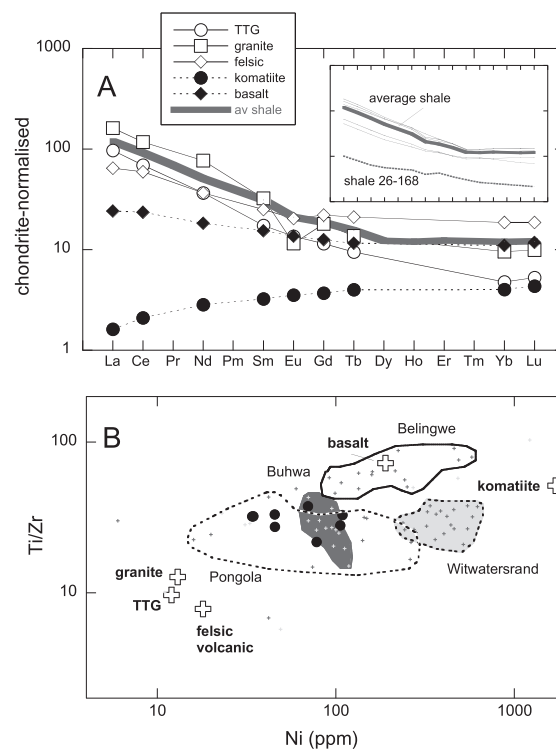 TTG
granite
felsic
komatiite
basalt
av shale
1000
A
average shale
100
shale 26-168
chondrite-normalised
10
1
La Ce Pr Nd Pm Sm Eu Gd Tb Dy Ho Er Tm Yb Lu
B
Belingwe
100
basalt
Buhwa
komatiite
Ti/Zr
granite
Pongola
Witwatersrand
10
TTG
felsic
volcanic
10 100 1000
Ni (ppm)